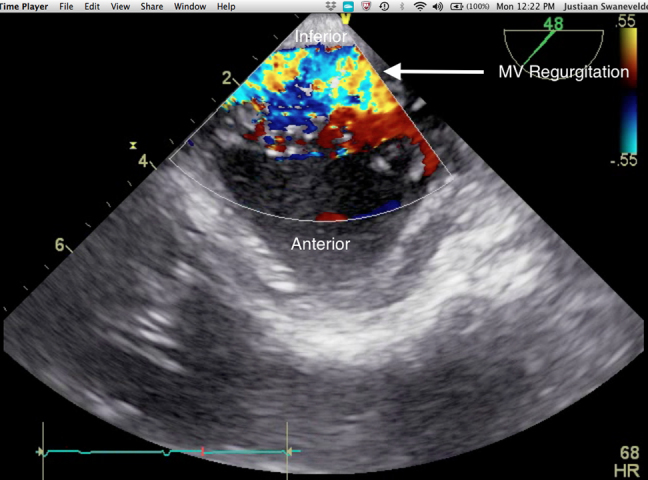 Time Player File Edit View Share Window Help (100%) Mon 12:22 PM Justiaan Swanevelde
Inferior
48
.55
2
MV Regurgitation
-.55
4
6
Anterior
68
HR